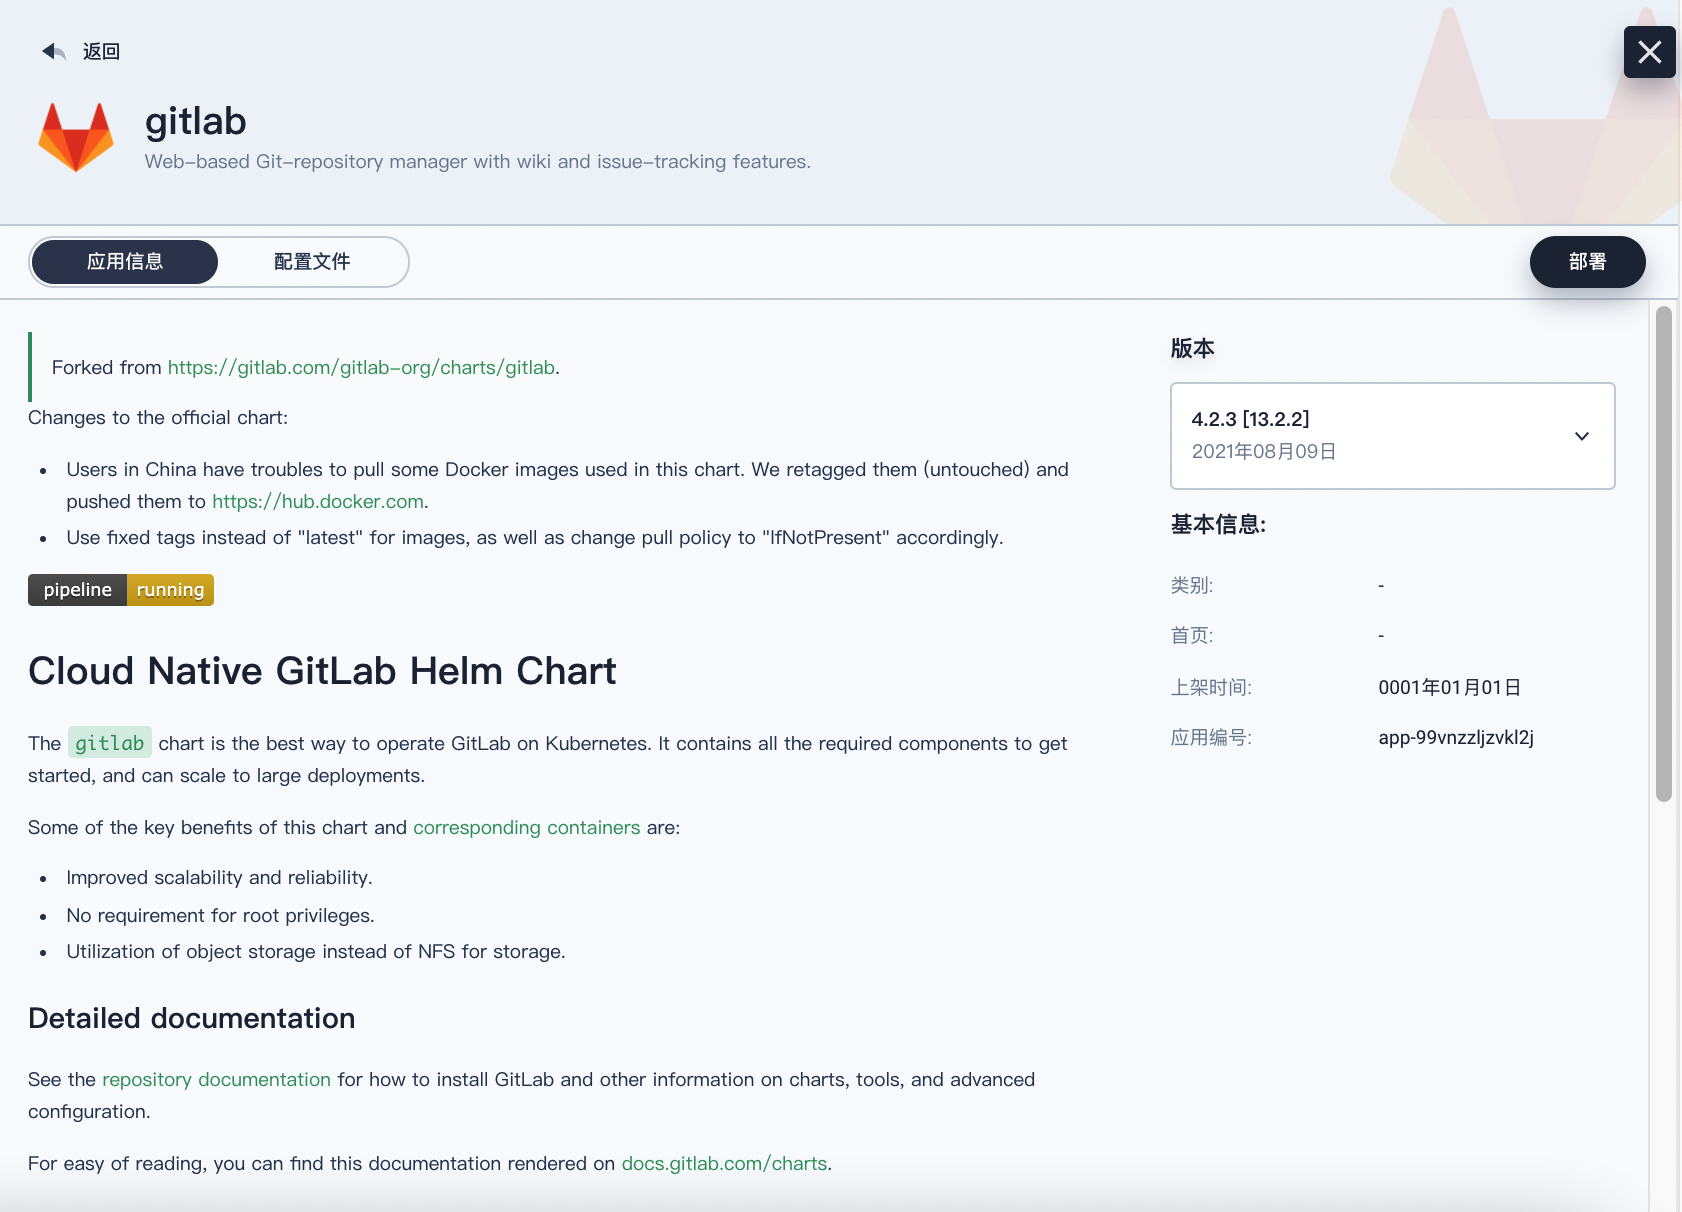 返回
gitlab
Web-based Git-repository manager with wiki and issue-tracking features.
应用信息
配置文件
部署
Forked from https://gitlab.com/gitlab-org/charts/gitlab.
Changes to the official chart:
• Users in China have troubles to pull some Docker images used in this chart. We retagged them (untouched) and
pushed them to https://hub.docker.com.
• Use fixed tags instead of "latest" for images, as well as change pull policy to "IfNotPresent" accordingly.
pipeline running
Cloud Native GitLab Helm Chart
The gitlab chart is the best way to operate GitLab on Kubernetes. It contains all the required components to get
started, and can scale to large deployments.
Some of the key benefits of this chart and corresponding containers are:
• Improved scalability and reliability.
• No requirement for root privileges.
• Utilization of object storage instead of NFS for storage.
Detailed documentation
See the repository documentation for how to install GitLab and other information on charts, tools, and advanced
configuration.
For easy of reading, you can find this documentation rendered on docs.gitlab.com/charts.
版本
4.2.3 [13.2.2]
2021年08月09日
基本信息:
类别: -
首页: -
上架时间: 0001年01月01日
应用编号: app-99vnzzljzvkl2j